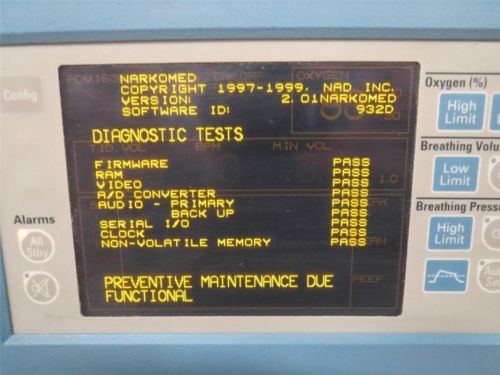 NARKOMED
COPYRIGHT 1997-1999, NAD INC.
VERSION: 2.01NARKOMED
SOFTWARE ID: 932D
DIAGNOSTIC TESTS
FIRMWARE PASS
RAM PASS
VIDEO PASS
A/D CONVERTER PASS
AUDIO - PRIMARY PASS
BACK UP PASS
SERIAL I/O PASS
CLOCK PASS
NON-VOLATILE MEMORY PASS
PREVENTIVE MAINTENANCE DUE
FUNCTIONAL
OXYGEN
BPM
MIN VOL
1.0
PEEP
Config
Alarms
All
Stby
Oxygen (%)
High
Limit
Breathing Volu
Low
Limit
Breathing Pressu
High
Limit